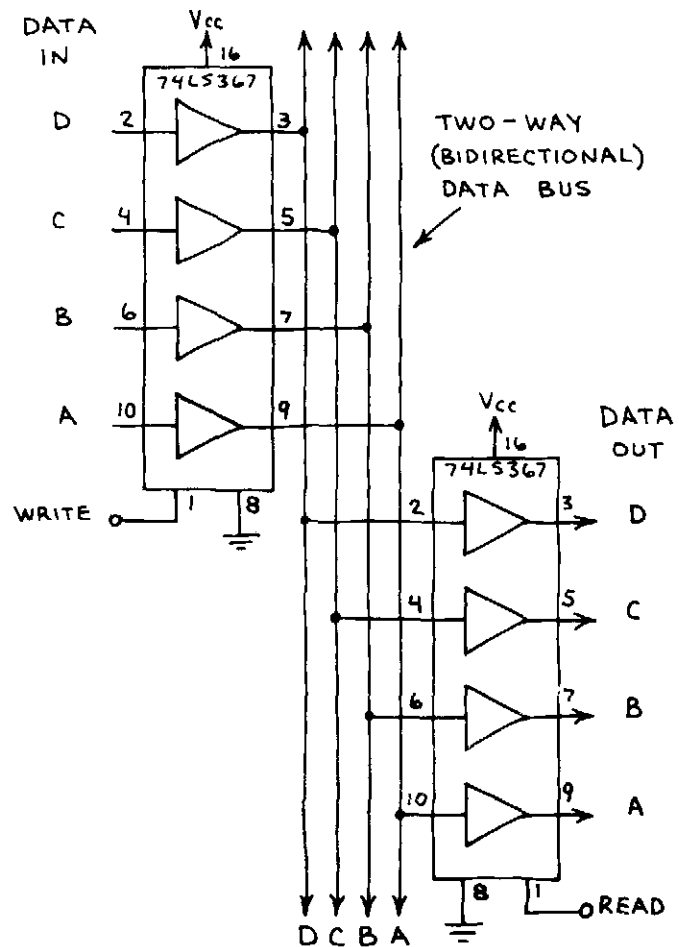 DATA
IN
Vcc
16
74LS367
D 2 3
C 4 5
B 6 7
A 10 9
WRITE 1 8
TWO-WAY
(BIDIRECTIONAL)
DATA BUS
Vcc
16
74LS367
DATA
OUT
2 3 D
4 5 C
6 7 B
10 9 A
8 1
READ
D C B A